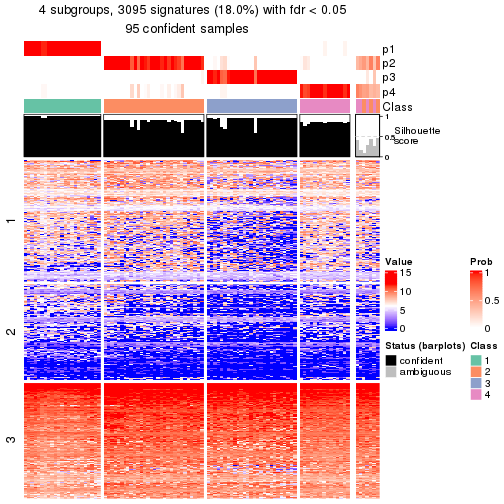 4 subgroups, 3095 signatures (18.0%) with fdr < 0.05
95 confident samples
p1
p2
p3
p4
Class
1
0.5
0
Silhouette
score
1
2
3
Value
15
10
5
0
Prob
1
0.5
0
Status (barplots)
confident
ambiguous
Class
1
2
3
4